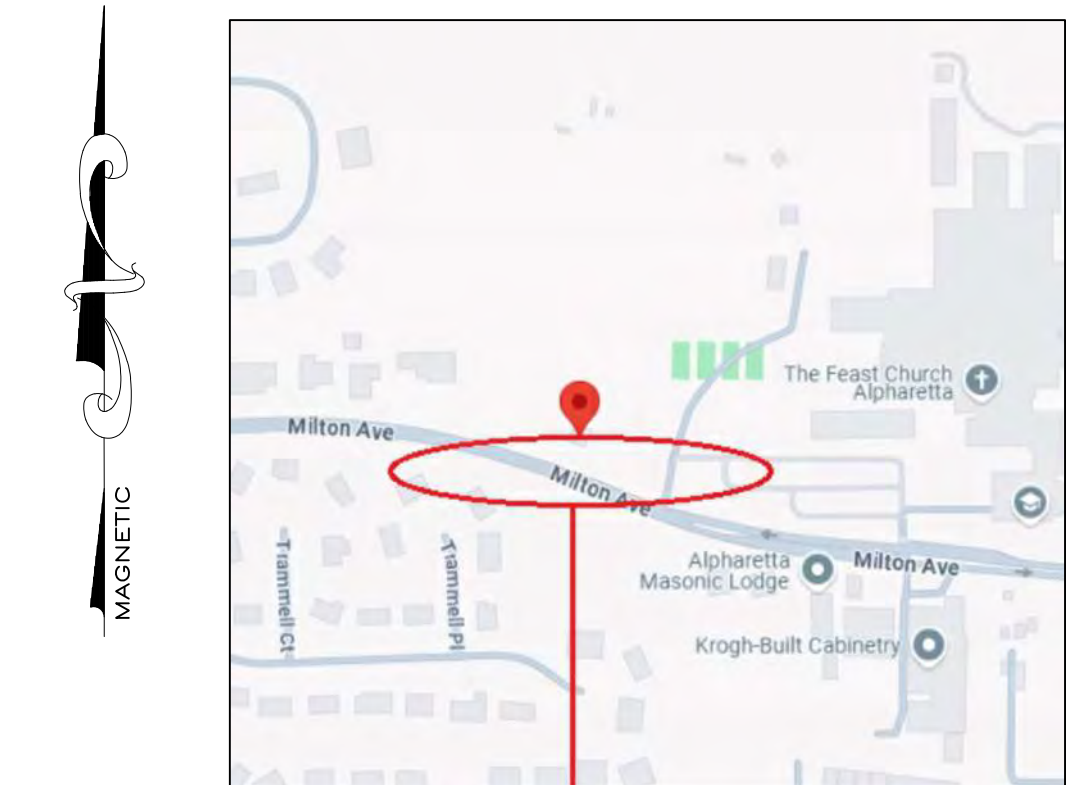 MAGNETIC
The Feast Church
Alpharetta
Milton Ave
Milton Ave
Alpharetta
Masonic Lodge
Milton Ave
Trammell Ct
Trammell Pl
Krogh-Built Cabinetry